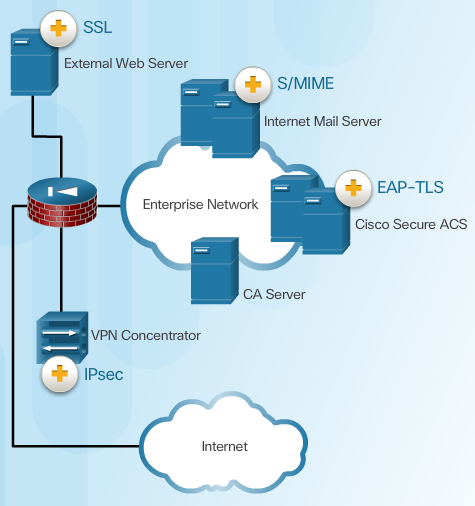 SSL
External Web Server
S/MIME
Internet Mail Server
EAP-TLS
Enterprise Network
Cisco Secure ACS
CA Server
VPN Concentrator
IPsec
Internet